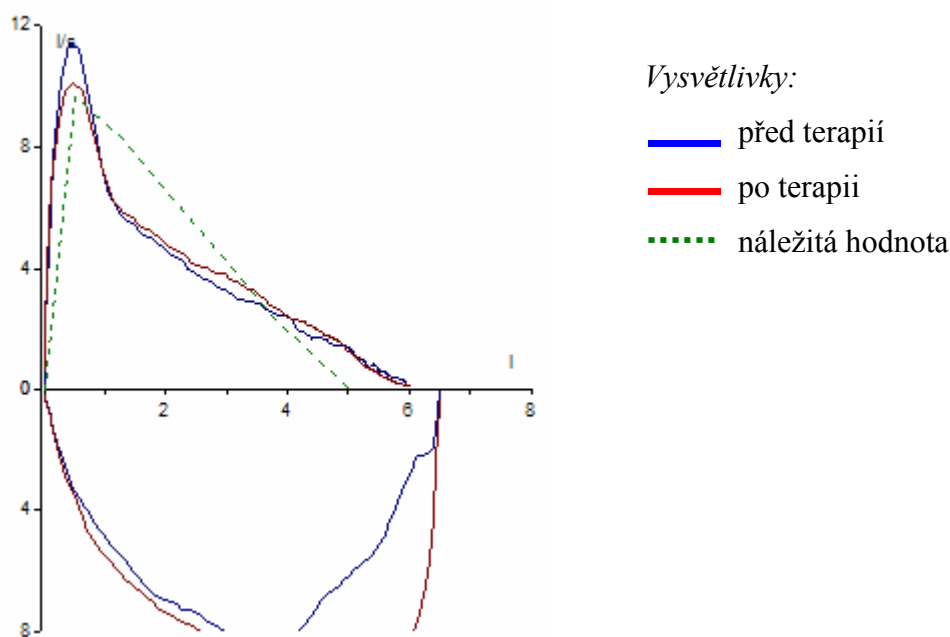 12
l/s
8
4
0
2
4
6
8
l
4
8
Vysvětlivky:
před terapií
po terapii
náležitá hodnota